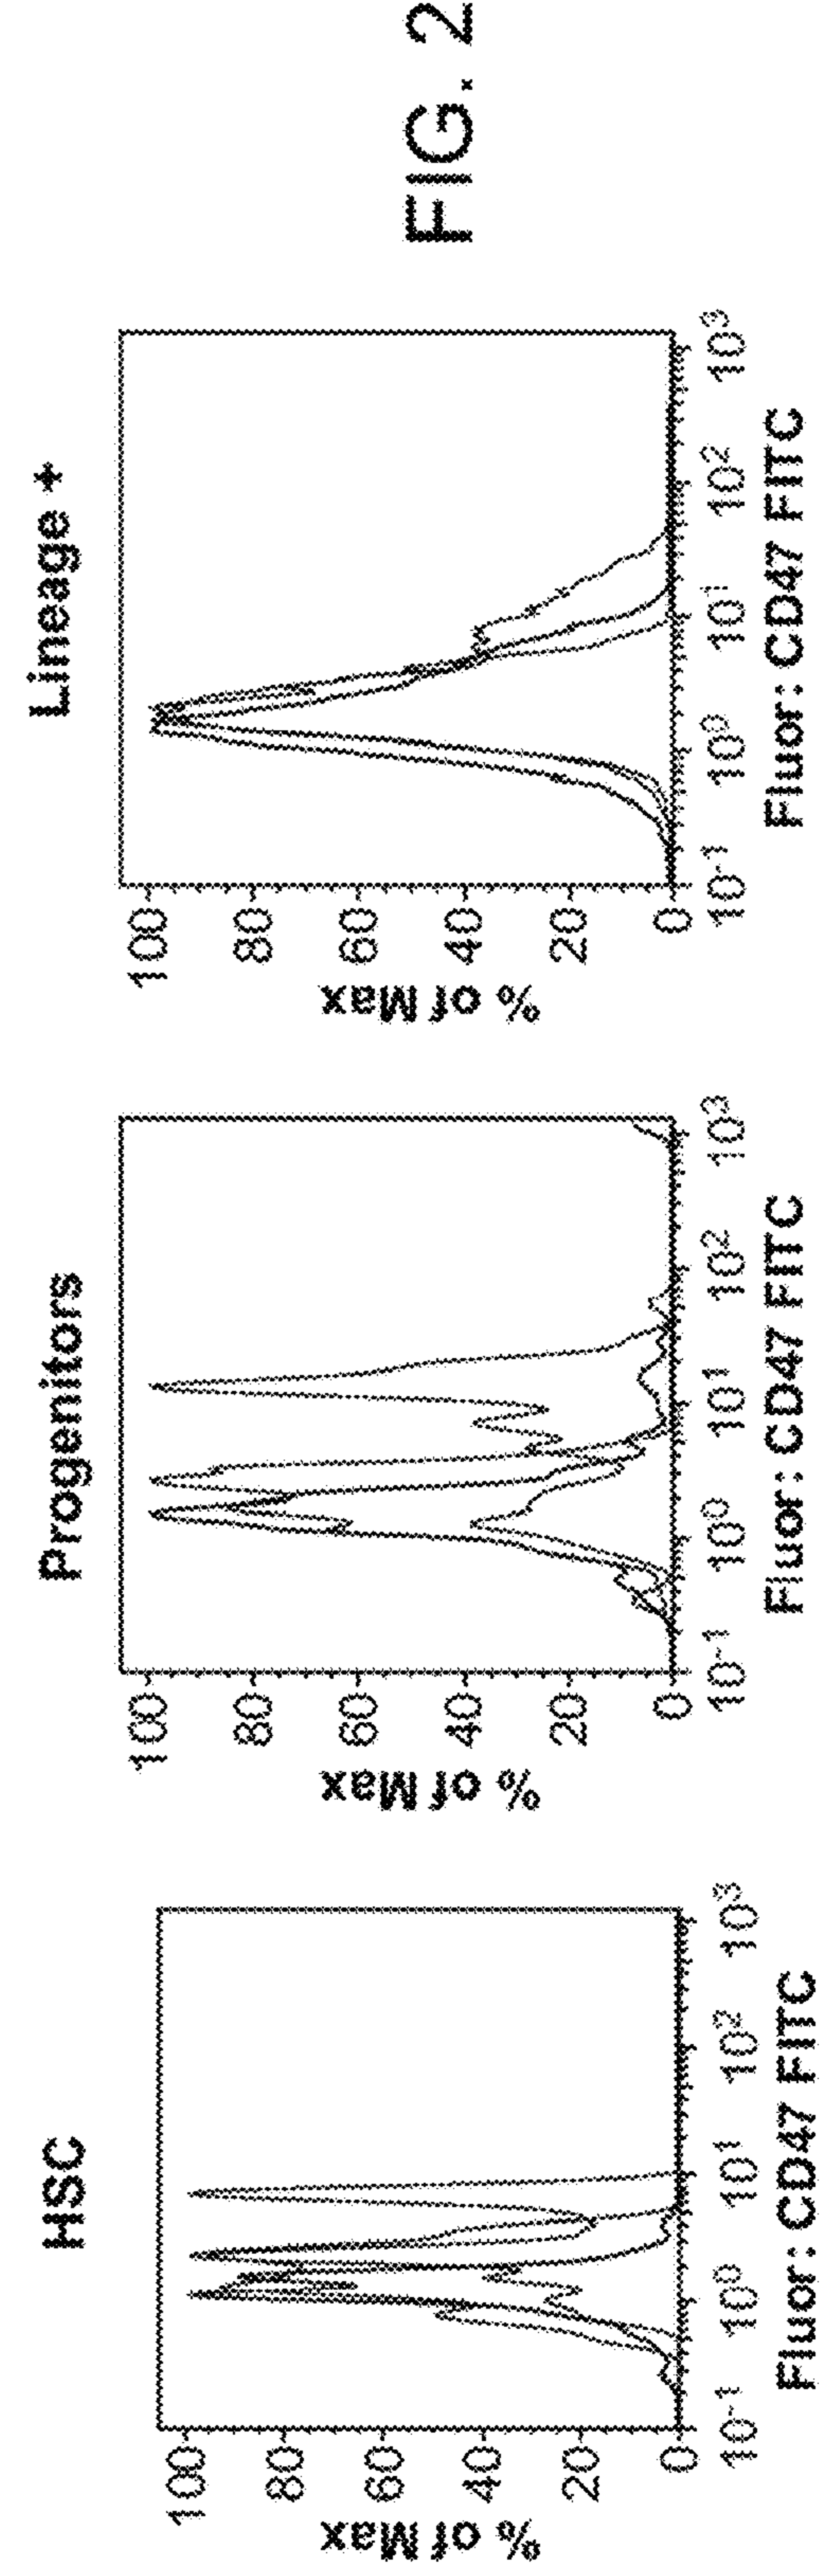 HSC
% of Max
100
80
60
40
20
0
10-1 10⁰ 10¹ 10² 10³
Fluor: CD47 FITC
Progenitors
% of Max
100
80
60
40
20
0
10-1 10⁰ 10¹ 10² 10³
Fluor: CD47 FITC
Lineage +
% of Max
100
80
60
40
20
0
10-1 10⁰ 10¹ 10² 10³
Fluor: CD47 FITC
FIG. 2